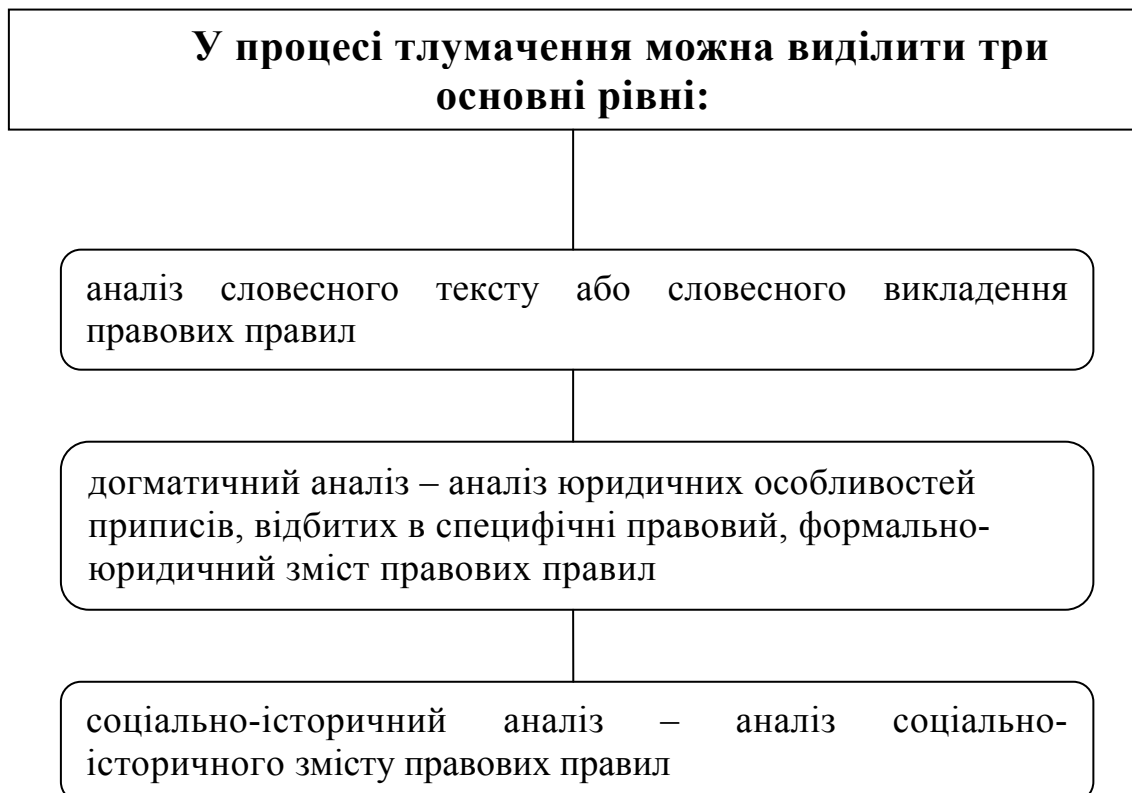 У процесі тлумачення можна виділити три
основні рівні:
аналіз словесного тексту або словесного викладення
правових правил
догматичний аналіз – аналіз юридичних особливостей
приписів, відбитих в специфічні правовий, формально-
юридичний зміст правових правил
соціально-історичний аналіз – аналіз соціально-
історичного змісту правових правил